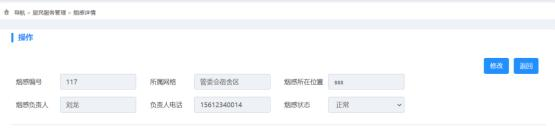 导航 > 居民服务管理 > 烟感详情
操作
修改 返回
烟感编号 117 所属网格 管委会宿舍区 烟感所在位置 888
烟感负责人 刘龙 负责人电话 15612340014 烟感状态 正常